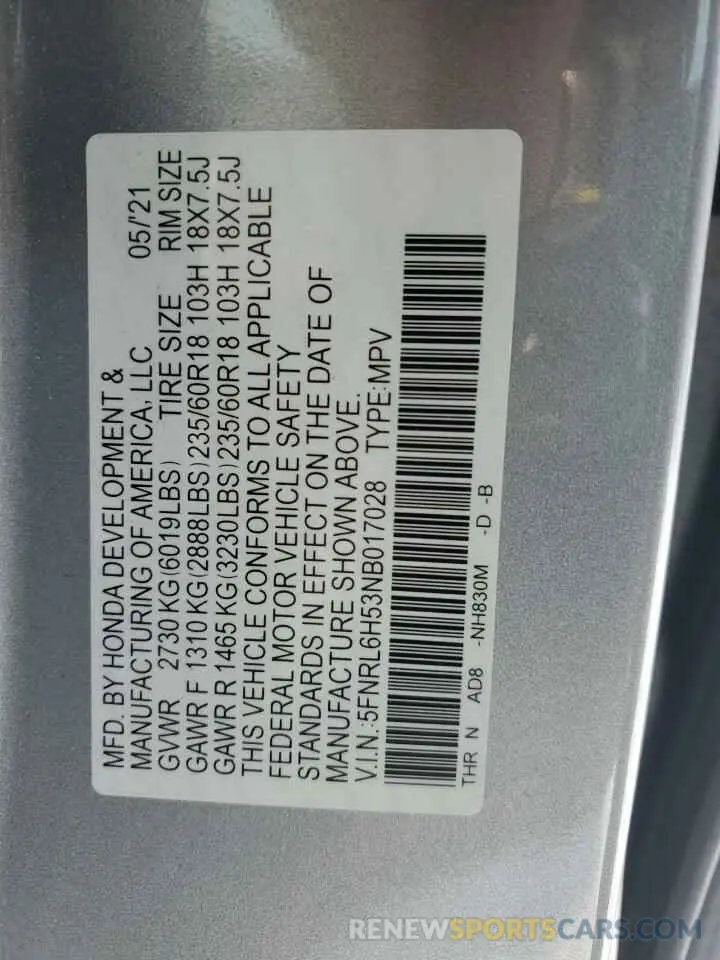 MFD. BY HONDA DEVELOPMENT &
MANUFACTURING OF AMERICA, LLC 05/'21
GVWR 2730 KG(6019LBS) TIRE SIZE RIM SIZE
GAWR F 1310 KG(2888LBS)235/60R18 103H 18X7.5J
GAWR R 1465 KG(3230LBS)235/60R18 103H 18X7.5J
THIS VEHICLE CONFORMS TO ALL APPLICABLE
FEDERAL MOTOR VEHICLE SAFETY
STANDARDS IN EFFECT ON THE DATE OF
MANUFACTURE SHOWN ABOVE.
V.I.N.:5FNRL6H53NB017028 TYPE:MPV
THR N AD8 -NH830M -D -B
RENEWSPORTSCARS.COM